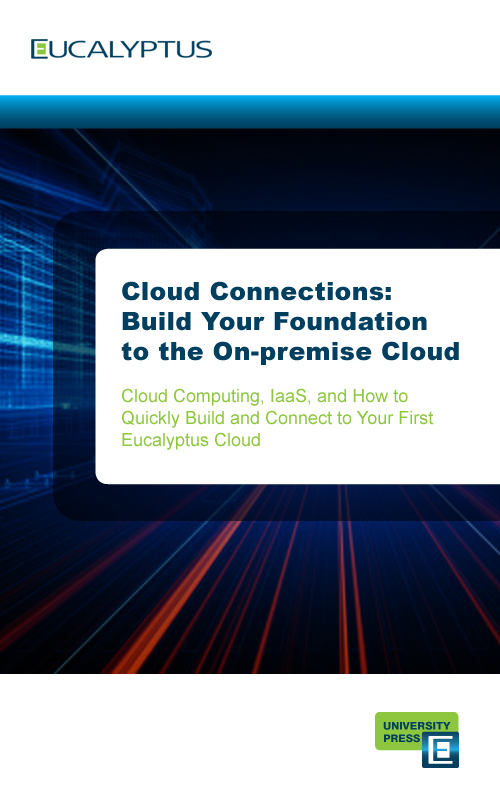 EUCALYPTUS
Cloud Connections:
Build Your Foundation
to the On-premise Cloud
Cloud Computing, IaaS, and How to
Quickly Build and Connect to Your First
Eucalyptus Cloud
UNIVERSITY
PRESS
E